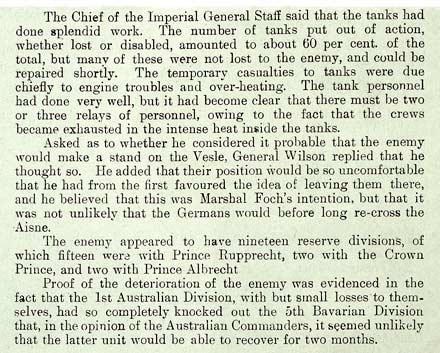 The Chief of the Imperial General Staff said that the tanks had
done splendid work. The number of tanks put out of action,
whether lost or disabled, amounted to about 60 per cent. of the
total, but many of these were not lost to the enemy, and could be
repaired shortly. The temporary casualties to tanks were due
chiefly to engine troubles and over-heating. The tank personnel
had done very well, but it had become clear that there must be two
or three relays of personnel, owing to the fact that the crews
became exhausted in the intense heat inside the tanks.
Asked as to whether he considered it probable that the enemy
would make a stand on the Vesle, General Wilson replied that he
thought so. He added that their position would be so uncomfortable
that he had from the first favoured the idea of leaving them there,
and he believed that this was Marshal Foch's intention, but that it
was not unlikely that the Germans would before long re-cross the
Aisne.
The enemy appeared to have nineteen reserve divisions, of
which fifteen were with Prince Rupprecht, two with the Crown
Prince, and two with Prince Albrecht
Proof of the deterioration of the enemy was evidenced in the
fact that the 1st Australian Division, with but small losses to them-
selves, had so completely knocked out the 5th Bavarian Division
that, in the opinion of the Australian Commanders, it seemed unlikely
that the latter unit would be able to recover for two months.